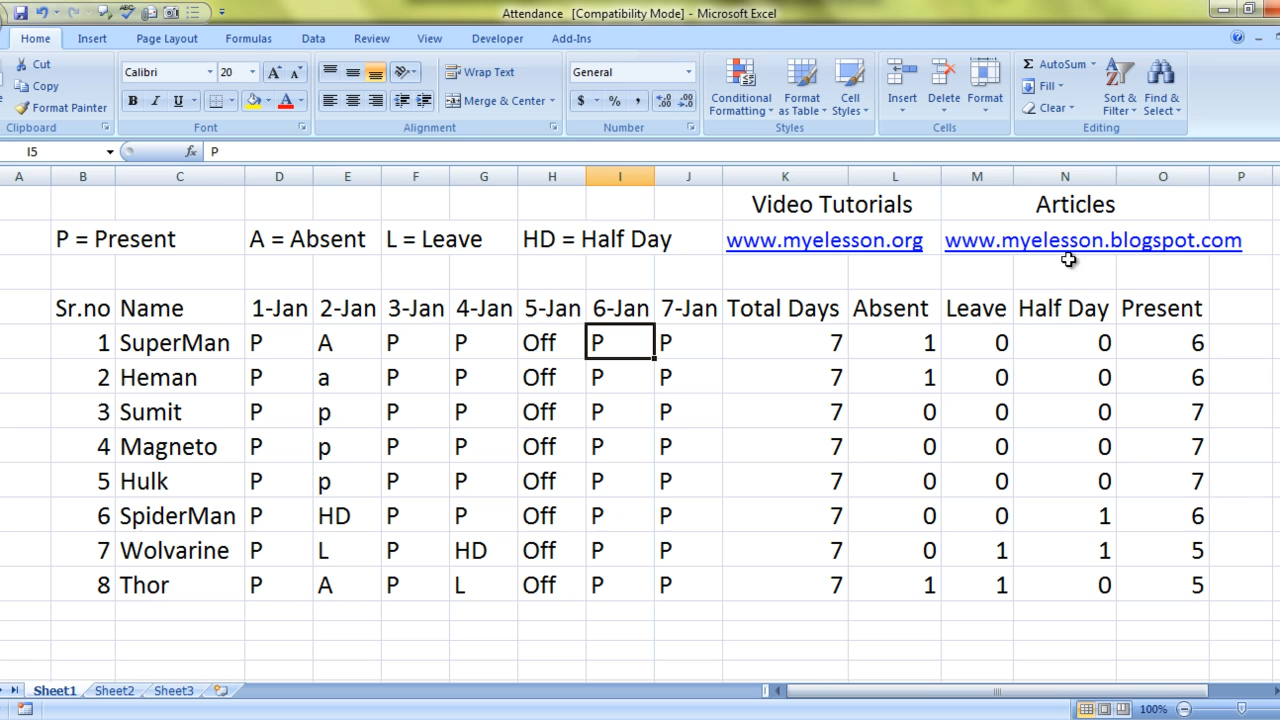 Attendance [Compatibility Mode] - Microsoft Excel
Home Insert Page Layout Formulas Data Review View Developer Add-Ins
Cut
Copy
Format Painter
Clipboard
Calibri 20
B I U
Font
Wrap Text
Merge & Center
Alignment
General
$ % ,
Number
Conditional Formatting
Format as Table
Cell Styles
Styles
Insert Delete Format
Cells
AutoSum
Fill
Clear
Sort & Filter
Find & Select
Editing
I5 fx P
A B C D E F G H I J K L M N O P
Video Tutorials Articles
P = Present A = Absent L = Leave HD = Half Day www.myelesson.org www.myelesson.blogspot.com
Sr.no Name 1-Jan 2-Jan 3-Jan 4-Jan 5-Jan 6-Jan 7-Jan Total Days Absent Leave Half Day Present
1 SuperMan P A P P Off P P 7 1 0 0 6
2 Heman P a P P Off P P 7 1 0 0 6
3 Sumit P p P P Off P P 7 0 0 0 7
4 Magneto P p P P Off P P 7 0 0 0 7
5 Hulk P p P P Off P P 7 0 0 0 7
6 SpiderMan P HD P P Off P P 7 0 0 1 6
7 Wolvarine P L P HD Off P P 7 0 1 1 5
8 Thor P A P L Off P P 7 1 1 0 5
Sheet1 Sheet2 Sheet3
100%